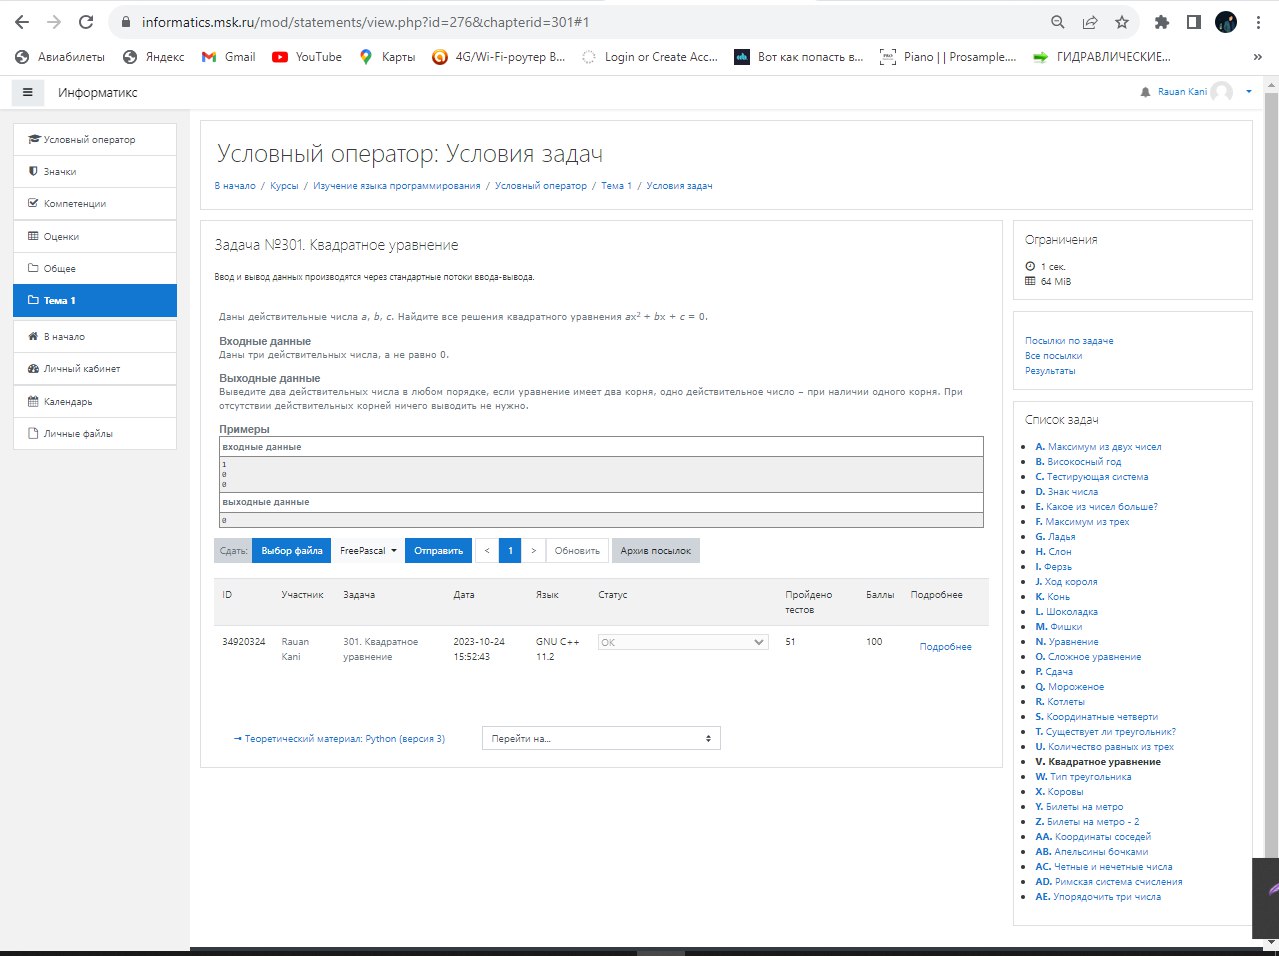 informatics.msk.ru/mod/statements/view.php?id=276&chapterid=301#1
Авиабилеты
Яндекс
Gmail
YouTube
Карты
4G/Wi-Fi-роутер B...
Login or Create Acc...
Вот как попасть в...
Piano | | Prosample....
ГИДРАВЛИЧЕСКИЕ...
»
Информатикс
Rauan Kani
Условный оператор
Значки
Компетенции
Оценки
Общее
Тема 1
В начало
Личный кабинет
Календарь
Личные файлы
Условный оператор: Условия задач
В начало / Курсы / Изучение языка программирования / Условный оператор / Тема 1 / Условия задач
Задача №301. Квадратное уравнение
Ввод и вывод данных производятся через стандартные потоки ввода-вывода.
Даны действительные числа a, b, c. Найдите все решения квадратного уравнения ax² + bx + c = 0.
Входные данные
Даны три действительных числа, а не равно 0.
Выходные данные
Выведите два действительных числа в любом порядке, если уравнение имеет два корня, одно действительное число – при наличии одного корня. При
отсутствии действительных корней ничего выводить не нужно.
Примеры
входные данные
1
0
0
выходные данные
0
Сдать: Выбор файла FreePascal Отправить < 1 > Обновить Архив посылок
ID Участник Задача Дата Язык Статус Пройдено Баллы Подробнее
тестов
34920324 Rauan 301. Квадратное 2023-10-24 GNU C++ OK 51 100 Подробнее
Kani уравнение 15:52:43 11.2
⇥ Теоретический материал: Python (версия 3)
Перейти на...
Ограничения
1 сек.
64 MiB
Посылки по задаче
Все посылки
Результаты
Список задач
A. Максимум из двух чисел
B. Високосный год
C. Тестирующая система
D. Знак числа
E. Какое из чисел больше?
F. Максимум из трех
G. Ладья
H. Слон
I. Ферзь
J. Ход короля
K. Конь
L. Шоколадка
M. Фишки
N. Уравнение
O. Сложное уравнение
P. Сдача
Q. Мороженое
R. Котлеты
S. Координатные четверти
T. Существует ли треугольник?
U. Количество равных из трех
V. Квадратное уравнение
W. Тип треугольника
X. Коровы
Y. Билеты на метро
Z. Билеты на метро - 2
AA. Координаты соседей
AB. Апельсины бочками
AC. Четные и нечетные числа
AD. Римская система счисления
AE. Упорядочить три числа